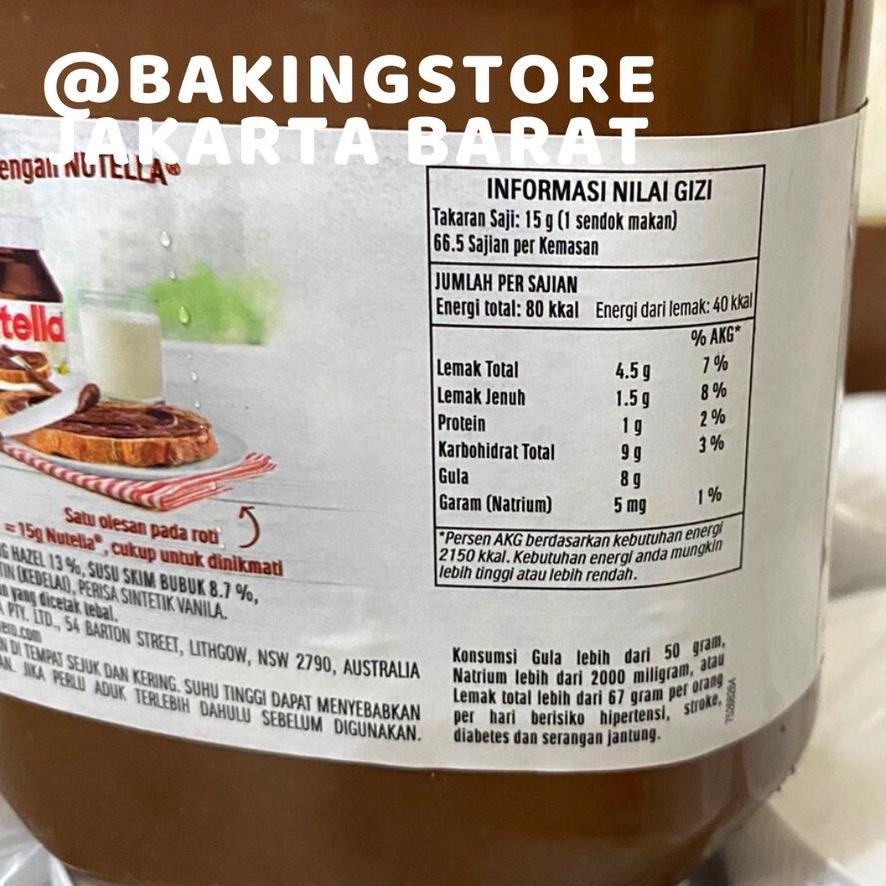 @BAKINGSTORE
JAKARTA BARAT
NUTELLA®
INFORMASI NILAI GIZI
Takaran Saji: 15 g (1 sendok makan)
66.5 Sajian per Kemasan
JUMLAH PER SAJIAN
Energi total: 80 kkal Energi dari lemak: 40 kkal
% AKG*
Lemak Total 4.5 g 7 %
Lemak Jenuh 1.5 g 8 %
Protein 1 g 2 %
Karbohidrat Total 9 g 3 %
Gula 8 g
Garam (Natrium) 5 mg 1 %
*Persen AKG berdasarkan kebutuhan energi
2150 kkal. Kebutuhan energi anda mungkin
lebih tinggi atau lebih rendah.
Satu olesan pada roti
=15g Nutella®, cukup untuk dinikmati
HAZEL 13 %, SUSU SKIM BUBUK 8.7 %,
(KEDELAI), PERISA SINTETIK VANILA.
yang dicetak tebal.
PTY. LTD., 54 BARTON STREET, LITHGOW, NSW 2790, AUSTRALIA
DI TEMPAT SEJUK DAN KERING. SUHU TINGGI DAPAT MENYEBABKAN
JIKA PERLU ADUK TERLEBIH DAHULU SEBELUM DIGUNAKAN.
Konsumsi Gula lebih dari 50 gram,
Natrium lebih dari 2000 miligram, atau
Lemak total lebih dari 67 gram per orang
per hari berisiko hipertensi, stroke,
diabetes dan serangan jantung.